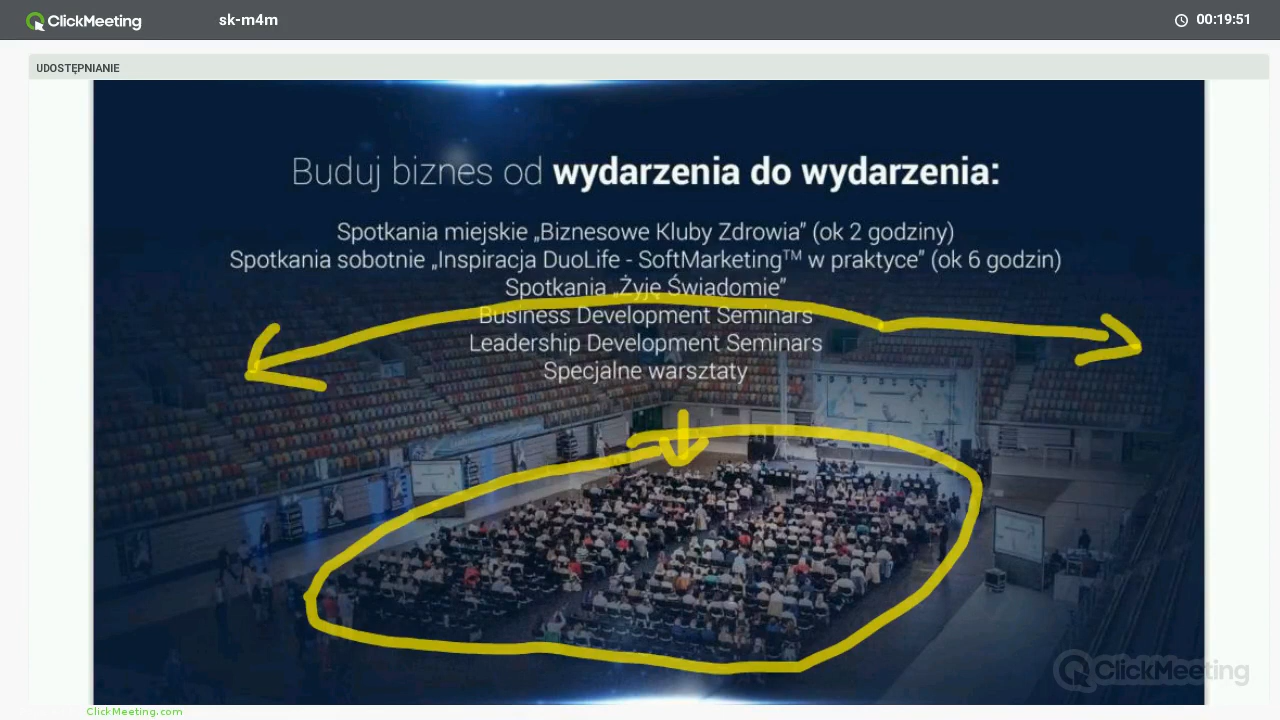 ClickMeeting
sk-m4m
00:19:51
UDOSTĘPNIANIE
Buduj biznes od wydarzenia do wydarzenia:
Spotkania miejskie „Biznesowe Kluby Zdrowia” (ok 2 godziny)
Spotkania sobotnie „Inspiracja DuoLife - SoftMarketing™ w praktyce” (ok 6 godzin)
Spotkania „Żyję Świadomie”
Business Development Seminars
Leadership Development Seminars
Specjalne warsztaty
ClickMeeting
ClickMeeting.com